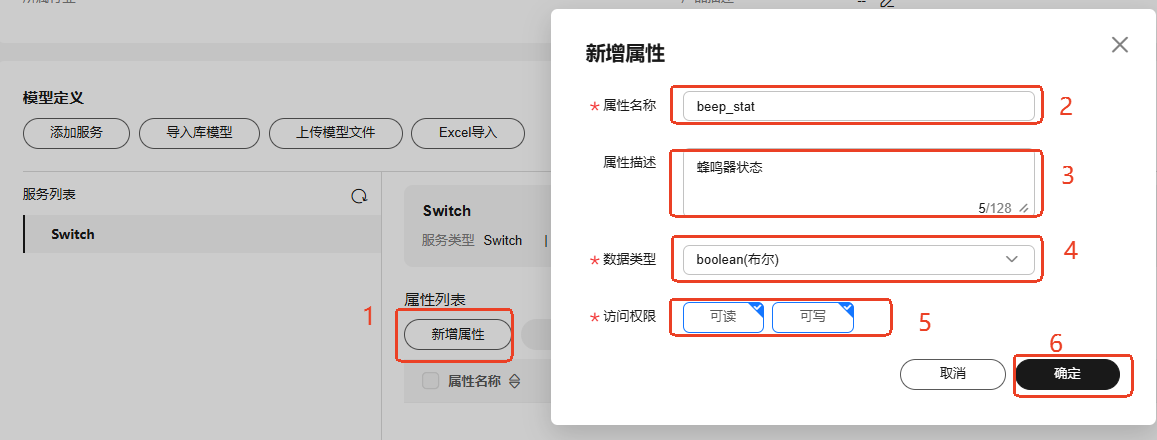 模型定义
添加服务 导入库模型 上传模型文件 Excel导入
服务列表
Switch
Switch
服务类型 Switch
属性列表
1
新增属性
属性名称
新增属性
* 属性名称 beep_stat 2
属性描述 蜂鸣器状态 3
5/128
* 数据类型 boolean(布尔) 4
* 访问权限 可读 可写 5
6
取消 确定